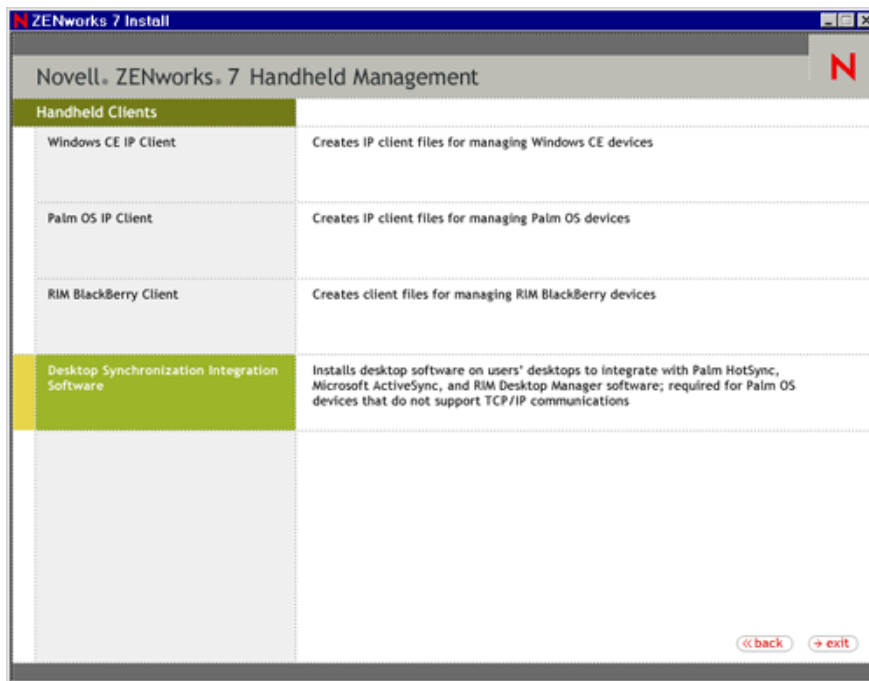 ZENworks 7 Install
Novell® ZENworks® 7 Handheld Management
N
Handheld Clients
Windows CE IP Client
Creates IP client files for managing Windows CE devices
Palm OS IP Client
Creates IP client files for managing Palm OS devices
RIM BlackBerry Client
Creates client files for managing RIM BlackBerry devices
Desktop Synchronization Integration
Software
Installs desktop software on users' desktops to integrate with Palm HotSync,
Microsoft ActiveSync, and RIM Desktop Manager software; required for Palm OS
devices that do not support TCP/IP communications
«back
→ exit